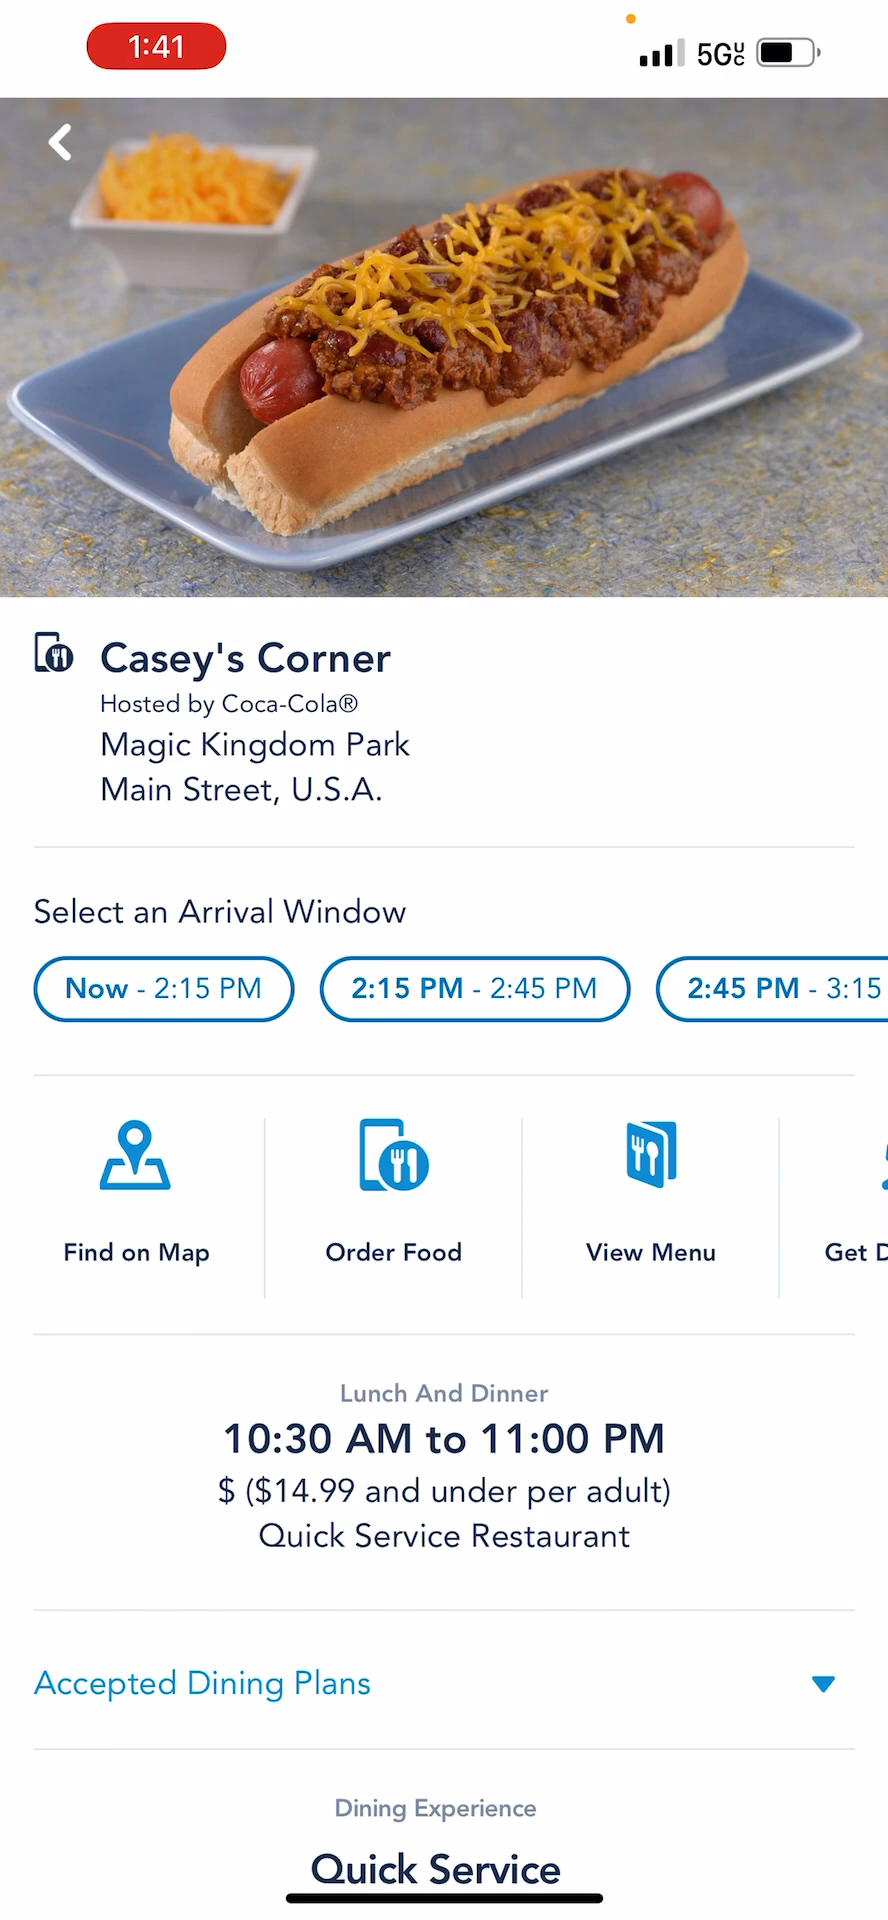 1:41
5GUC
Casey's Corner
Hosted by Coca-Cola®
Magic Kingdom Park
Main Street, U.S.A.
Select an Arrival Window
Now - 2:15 PM 2:15 PM - 2:45 PM 2:45 PM - 3:15
Find on Map Order Food View Menu Get D
Lunch And Dinner
10:30 AM to 11:00 PM
$ ($14.99 and under per adult)
Quick Service Restaurant
Accepted Dining Plans
Dining Experience
Quick Service